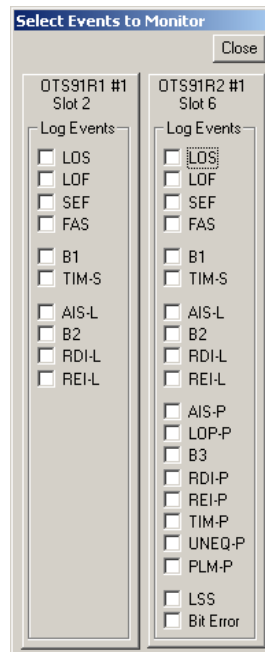 Select Events to Monitor
Close
OTS91R1 #1
Slot 2
Log Events
LOS
LOF
SEF
FAS
B1
TIM-S
AIS-L
B2
RDI-L
REI-L
OTS91R2 #1
Slot 6
Log Events
LOS
LOF
SEF
FAS
B1
TIM-S
AIS-L
B2
RDI-L
REI-L
AIS-P
LOP-P
B3
RDI-P
REI-P
TIM-P
UNEQ-P
PLM-P
LSS
Bit Error